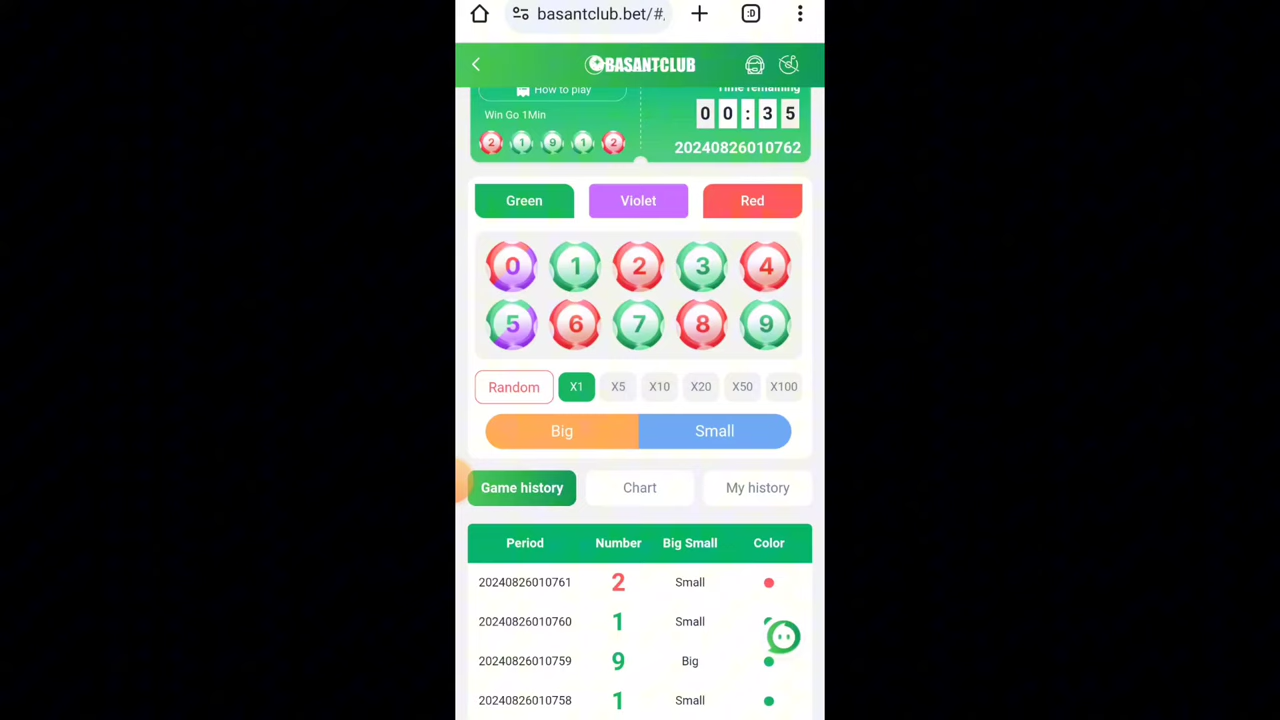 basantclub.bet/#
:D
BASANTCLUB
How to play
Time remaining
Win Go 1Min
0 0 : 3 5
2 1 9 1 2
20240826010762
Green Violet Red
0 1 2 3 4
5 6 7 8 9
Random X1 X5 X10 X20 X50 X100
Big Small
Game history Chart My history
Period Number Big Small Color
20240826010761 2 Small
20240826010760 1 Small
20240826010759 9 Big
20240826010758 1 Small